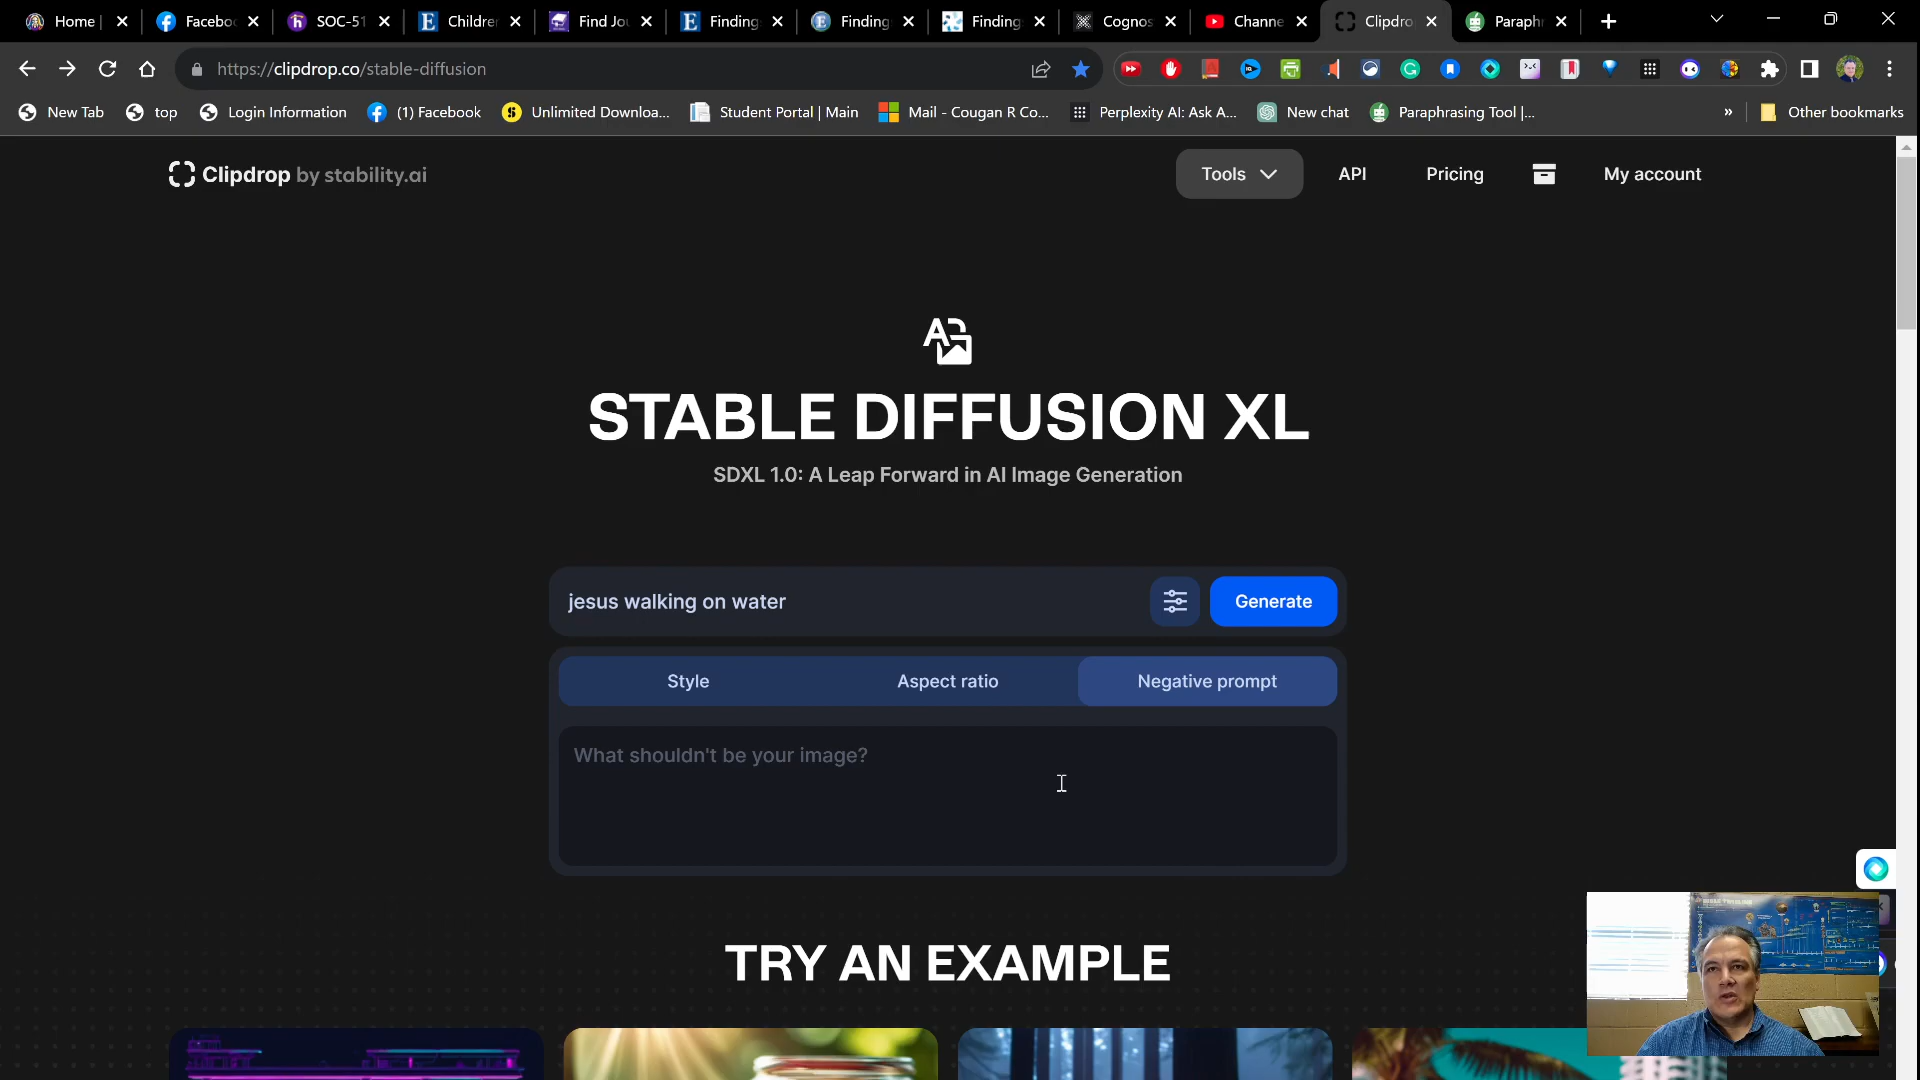 Home
Faceboo
SOC-51
Childre
Find Jo
Finding
Finding
Finding
Cognos
Channe
Clipdro
Paraphr
https://clipdrop.co/stable-diffusion
New Tab
top
Login Information
(1) Facebook
Unlimited Downloa...
Student Portal | Main
Mail - Cougan R Co...
Perplexity AI: Ask A...
New chat
Paraphrasing Tool |...
»
Other bookmarks
Clipdrop by stability.ai
Tools
API
Pricing
My account
STABLE DIFFUSION XL
SDXL 1.0: A Leap Forward in AI Image Generation
jesus walking on water
Generate
Style
Aspect ratio
Negative prompt
What shouldn't be your image?
TRY AN EXAMPLE